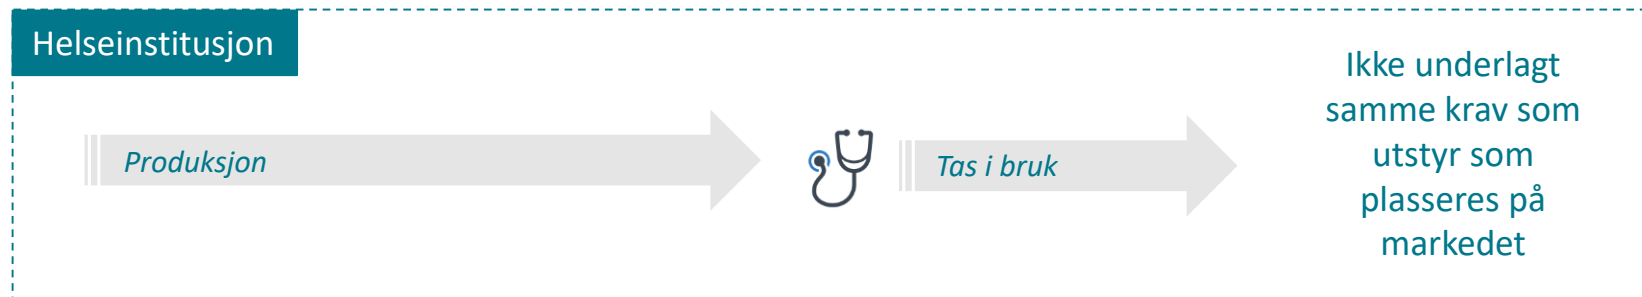 Helseinstitusjon
Produksjon
Tas i bruk
Ikke underlagt
samme krav som
utstyr som
plasseres på
markedet